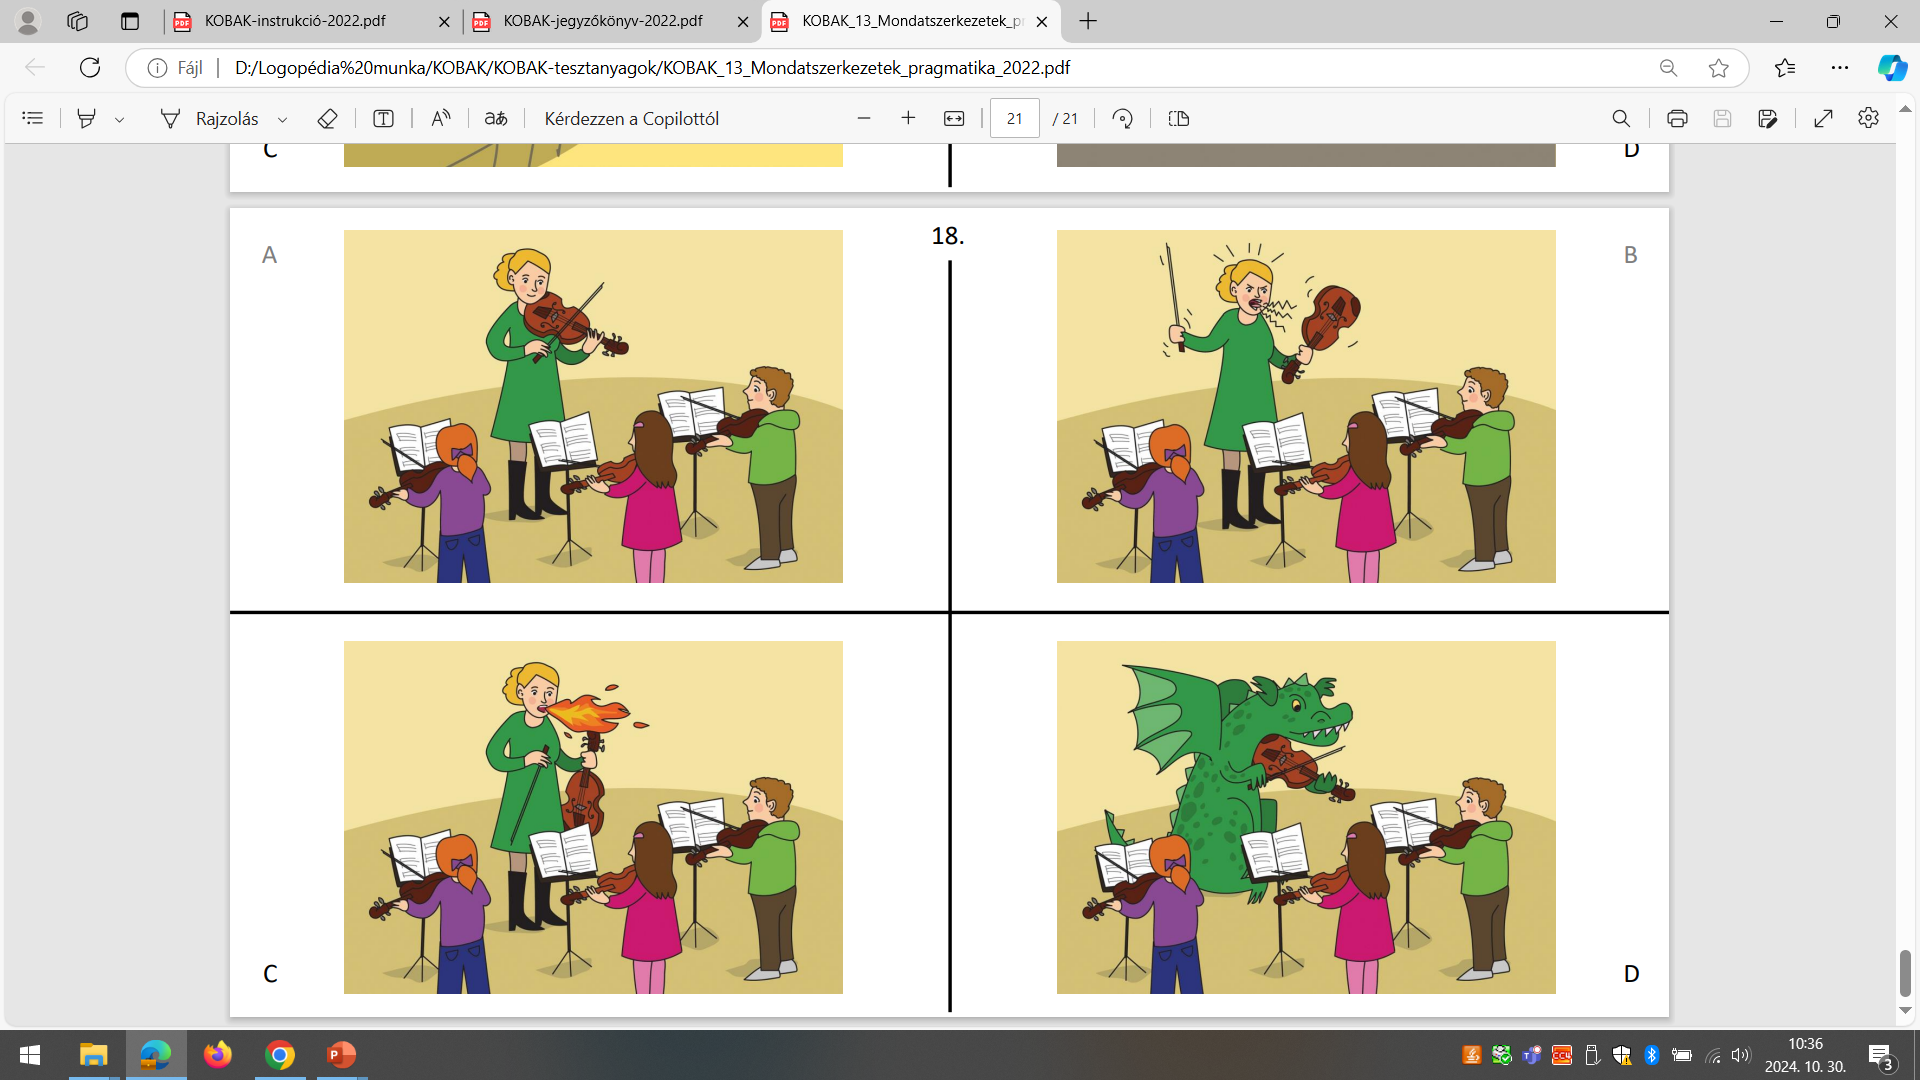 KOBAK-instrukció-2022.pdf
KOBAK-jegyzőkönyv-2022.pdf
KOBAK_13_Mondatszerkezetek_p
Fájl
D:/Logopédia%20munka/KOBAK/KOBAK-tesztanyagok/KOBAK_13_Mondatszerkezetek_pragmatika_2022.pdf
Rajzolás
Kérdezzen a Copilottól
21 / 21
C
D
18.
A
B
C
D
10:36
2024. 10. 30.
3